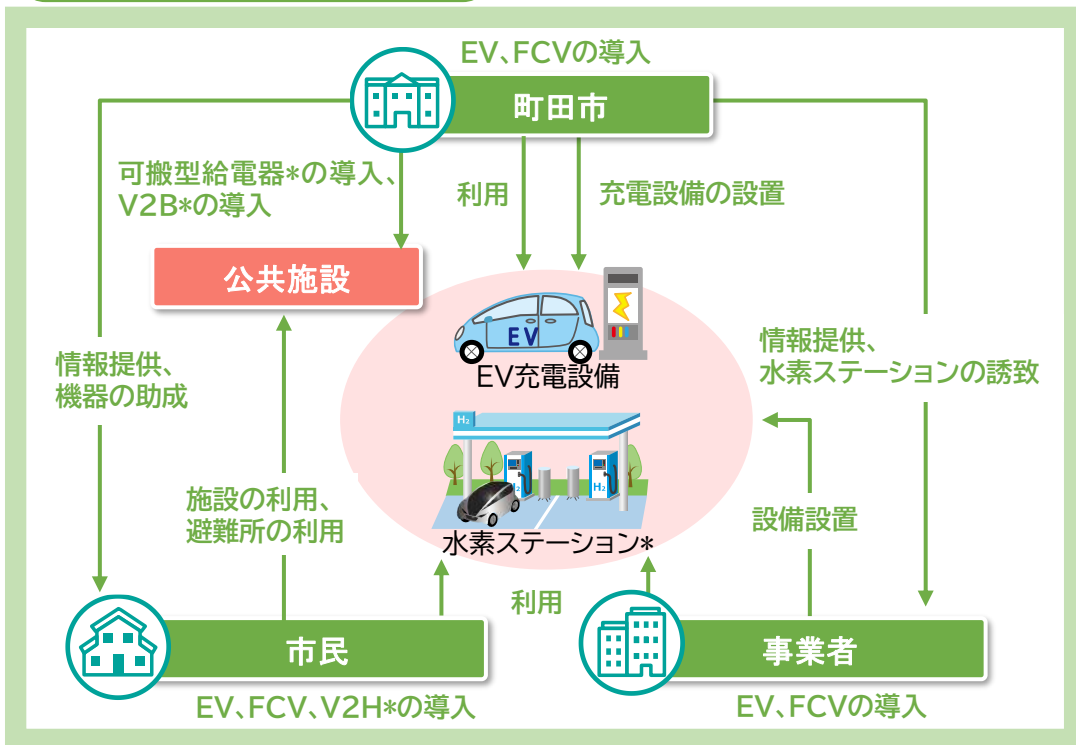 EV、FCVの導入
町田市
可搬型給電器*の導入、
V2B*の導入
利用
充電設備の設置
公共施設
EV
EV充電設備
情報提供、
機器の助成
情報提供、
水素ステーションの誘致
H₂
H₂
H₂
水素ステーション*
施設の利用、
避難所の利用
設備設置
利用
市民
事業者
EV、FCV、V2H*の導入
EV、FCVの導入